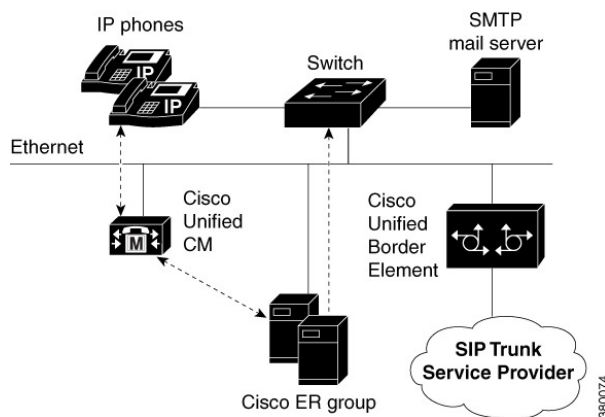 IP phones
IP
IP
Switch
SMTP
mail server
Ethernet
Cisco
Unified
CM
M
Cisco
Unified
Border
Element
Cisco ER group
SIP Trunk
Service Provider
390074